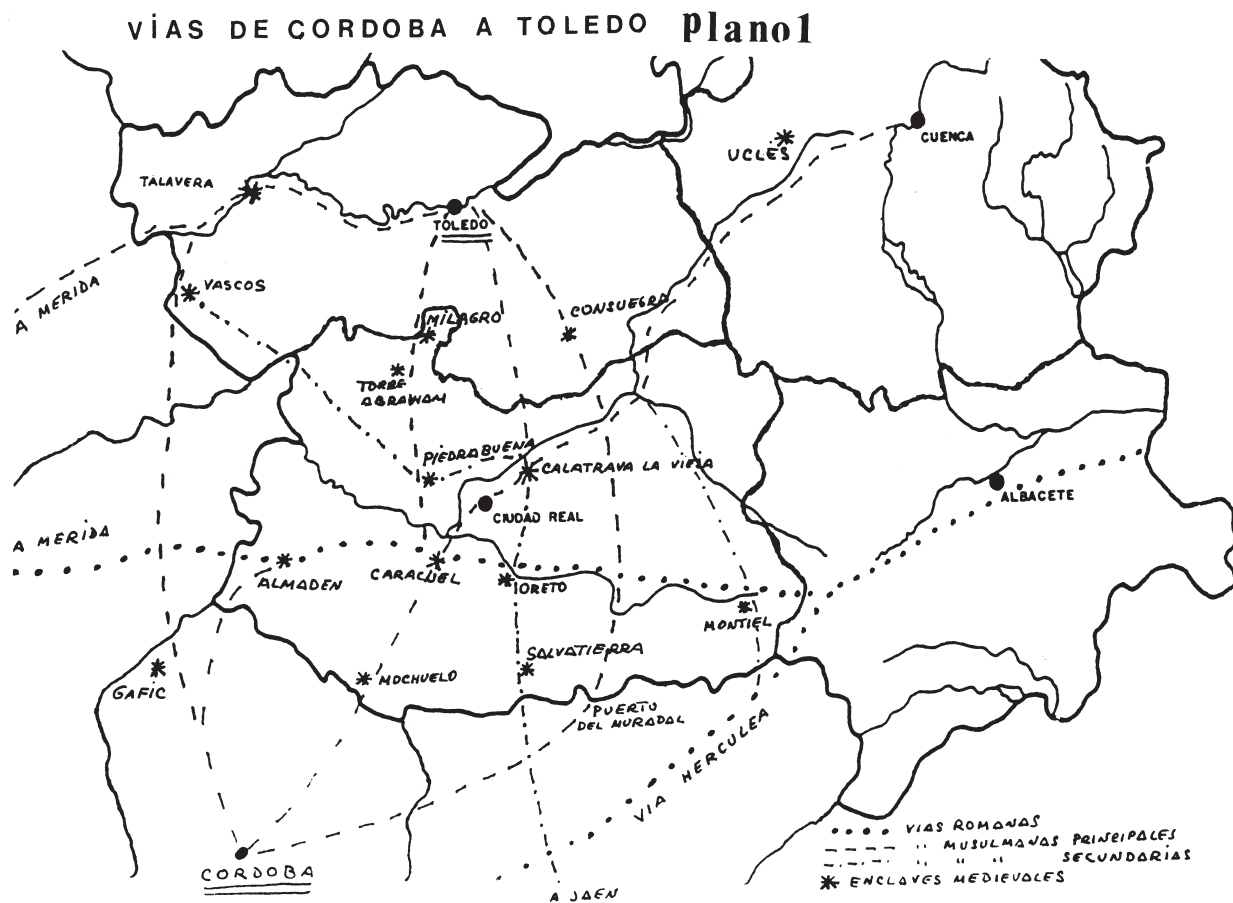 VÍAS DE CORDOBA A TOLEDO Plano1
CUENCA
UCLÉS
TALAVERA
TOLEDO
VASCOS
A MERIDA
CONSUEGRA
MILAGRO
TORRE
ABRAHAM
PIEDRABUENA
CALATRAVA LA VIEJA
ALBACETE
CIUDAD REAL
A MERIDA
ALMADEN
CARACUEL
ORETO
MONTIEL
SALVATIERRA
GAFIC
MOCHUELO
PUERTO
DEL MURADAL
VIA HERCULEA
CORDOBA
A JAEN
VIAS ROMANAS
" MUSULMANAS PRINCIPALES
" " SECUNDARIAS
ENCLAVES MEDIEVALES